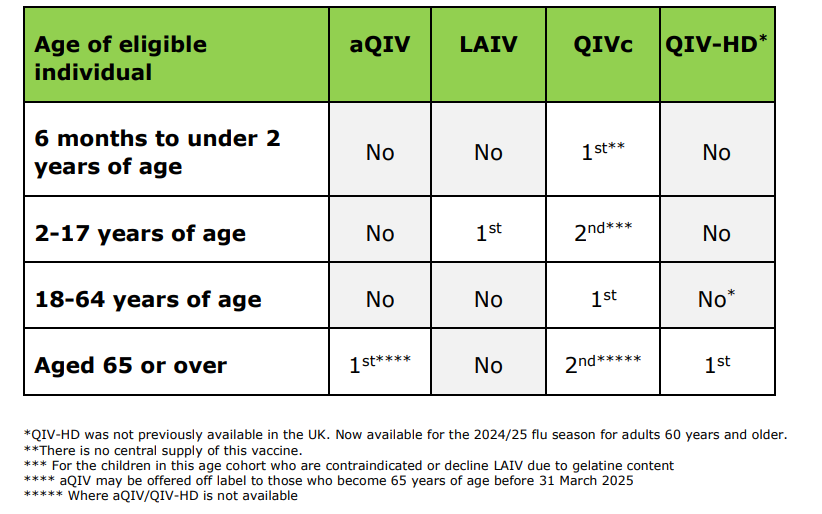 Age of eligible aQIV LAIV QIVc QIV-HD*
individual
6 months to under 2 No No 1st** No
years of age
2-17 years of age No 1st 2nd*** No
18-64 years of age No No 1st No*
Aged 65 or over 1st**** No 2nd***** 1st
*QIV-HD was not previously available in the UK. Now available for the 2024/25 flu season for adults 60 years and older.
**There is no central supply of this vaccine.
*** For the children in this age cohort who are contraindicated or decline LAIV due to gelatine content
**** aQIV may be offered off label to those who become 65 years of age before 31 March 2025
***** Where aQIV/QIV-HD is not available